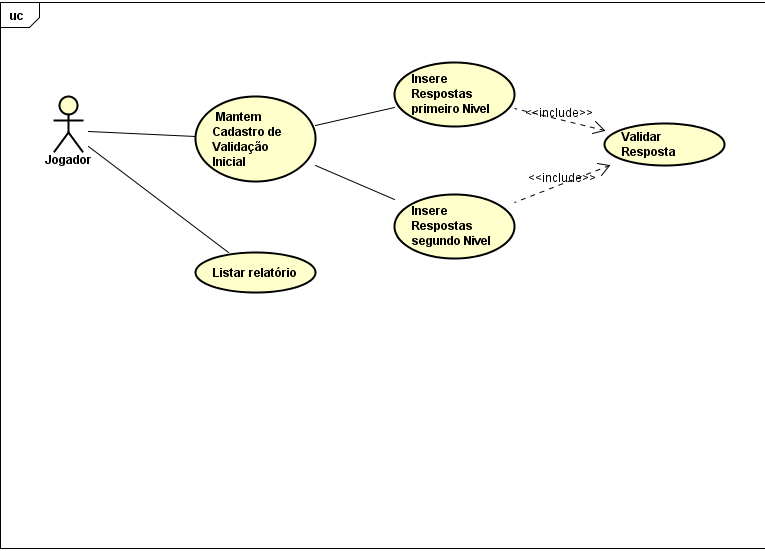 uc
Jogador
Mantem
Cadastro de
Validação
Inicial
Listar relatório
Insere
Respostas
primeiro Nivel
<<include>>
Insere
Respostas
segundo Nivel
<<include>>
Validar
Resposta